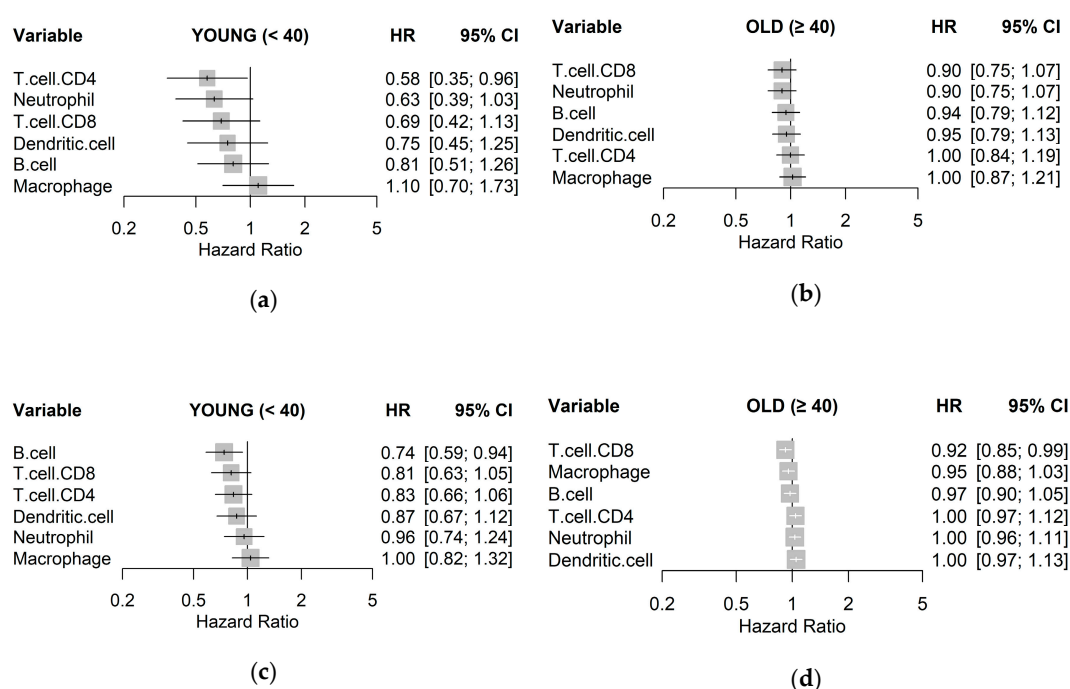 Variable YOUNG (< 40) HR 95% CI
T.cell.CD4 0.58 [0.35; 0.96]
Neutrophil 0.63 [0.39; 1.03]
T.cell.CD8 0.69 [0.42; 1.13]
Dendritic.cell 0.75 [0.45; 1.25]
B.cell 0.81 [0.51; 1.26]
Macrophage 1.10 [0.70; 1.73]
0.2 0.5 1 2 5
Hazard Ratio
(a)
Variable OLD (≥ 40) HR 95% CI
T.cell.CD8 0.90 [0.75; 1.07]
Neutrophil 0.90 [0.75; 1.07]
B.cell 0.94 [0.79; 1.12]
Dendritic.cell 0.95 [0.79; 1.13]
T.cell.CD4 1.00 [0.84; 1.19]
Macrophage 1.00 [0.87; 1.21]
0.2 0.5 1 2 5
Hazard Ratio
(b)
Variable YOUNG (< 40) HR 95% CI
B.cell 0.74 [0.59; 0.94]
T.cell.CD8 0.81 [0.63; 1.05]
T.cell.CD4 0.83 [0.66; 1.06]
Dendritic.cell 0.87 [0.67; 1.12]
Neutrophil 0.96 [0.74; 1.24]
Macrophage 1.00 [0.82; 1.32]
0.2 0.5 1 2 5
Hazard Ratio
(c)
Variable OLD (≥ 40) HR 95% CI
T.cell.CD8 0.92 [0.85; 0.99]
Macrophage 0.95 [0.88; 1.03]
B.cell 0.97 [0.90; 1.05]
T.cell.CD4 1.00 [0.97; 1.12]
Neutrophil 1.00 [0.96; 1.11]
Dendritic.cell 1.00 [0.97; 1.13]
0.2 0.5 1 2 5
Hazard Ratio
(d)